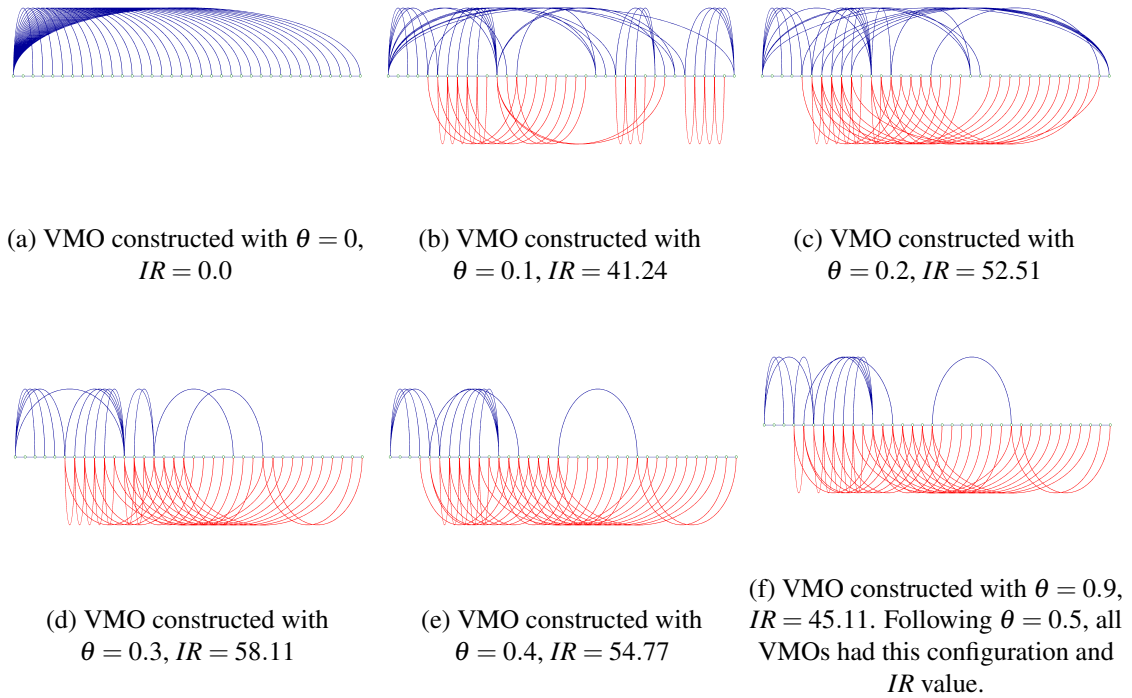 (a) VMO constructed with θ = 0,
IR = 0.0
(b) VMO constructed with
θ = 0.1, IR = 41.24
(c) VMO constructed with
θ = 0.2, IR = 52.51
(d) VMO constructed with
θ = 0.3, IR = 58.11
(e) VMO constructed with
θ = 0.4, IR = 54.77
(f) VMO constructed with θ = 0.9,
IR = 45.11. Following θ = 0.5, all
VMOs had this configuration and
IR value.